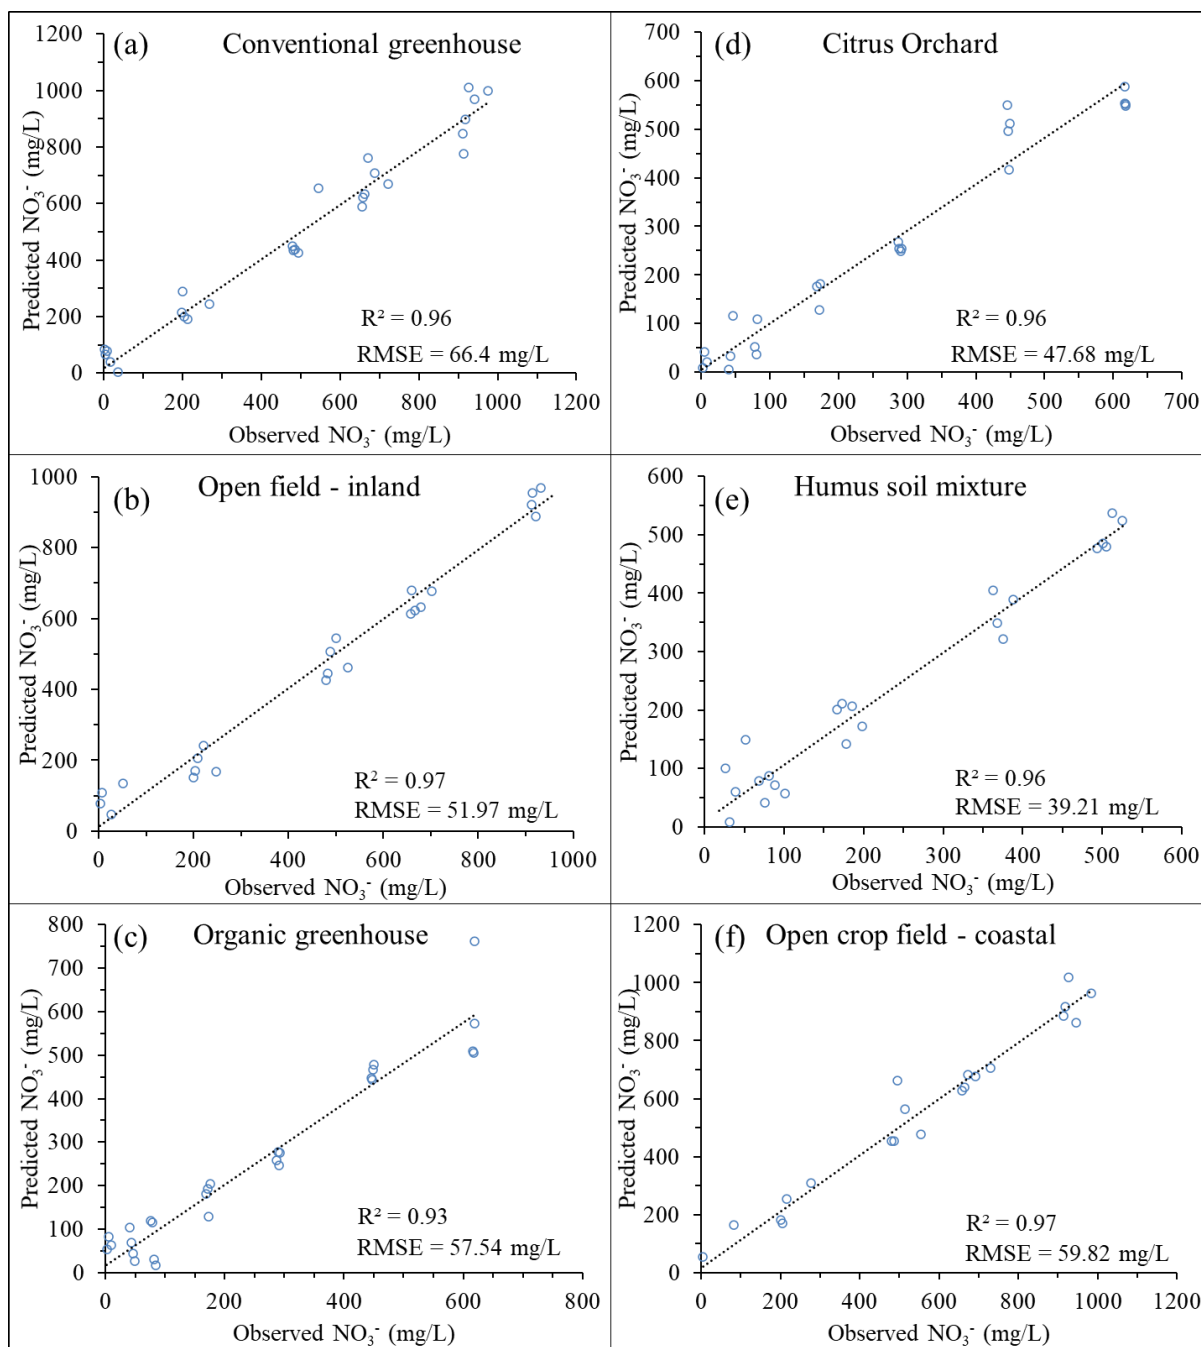 (a) Conventional greenhouse
Predicted NO₃⁻ (mg/L)
1200
1000
800
600
400
200
0
R² = 0.96
RMSE = 66.4 mg/L
0 200 400 600 800 1000 1200
Observed NO₃⁻ (mg/L)
(d) Citrus Orchard
Predicted NO₃⁻ (mg/L)
700
600
500
400
300
200
100
0
R² = 0.96
RMSE = 47.68 mg/L
0 100 200 300 400 500 600 700
Observed NO₃⁻ (mg/L)
(b) Open field - inland
Predicted NO₃⁻ (mg/L)
1000
800
600
400
200
0
R² = 0.97
RMSE = 51.97 mg/L
0 200 400 600 800 1000
Observed NO₃⁻ (mg/L)
(e) Humus soil mixture
Predicted NO₃⁻ (mg/L)
600
500
400
300
200
100
0
R² = 0.96
RMSE = 39.21 mg/L
0 100 200 300 400 500 600
Observed NO₃⁻ (mg/L)
(c) Organic greenhouse
Predicted NO₃⁻ (mg/L)
800
700
600
500
400
300
200
100
0
R² = 0.93
RMSE = 57.54 mg/L
0 200 400 600 800
Observed NO₃⁻ (mg/L)
(f) Open crop field - coastal
Predicted NO₃⁻ (mg/L)
1200
1000
800
600
400
200
0
R² = 0.97
RMSE = 59.82 mg/L
0 200 400 600 800 1000 1200
Observed NO₃⁻ (mg/L)